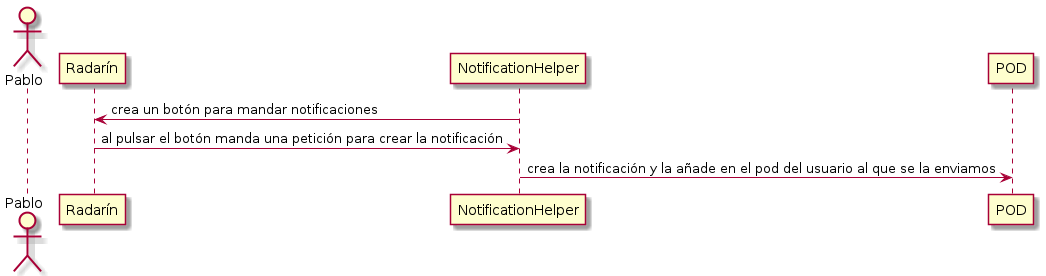 Pablo
Radarín
NotificationHelper
POD
crea un botón para mandar notificaciones
al pulsar el botón manda una petición para crear la notificación
crea la notificación y la añade en el pod del usuario al que se la enviamos
Pablo
Radarín
NotificationHelper
POD